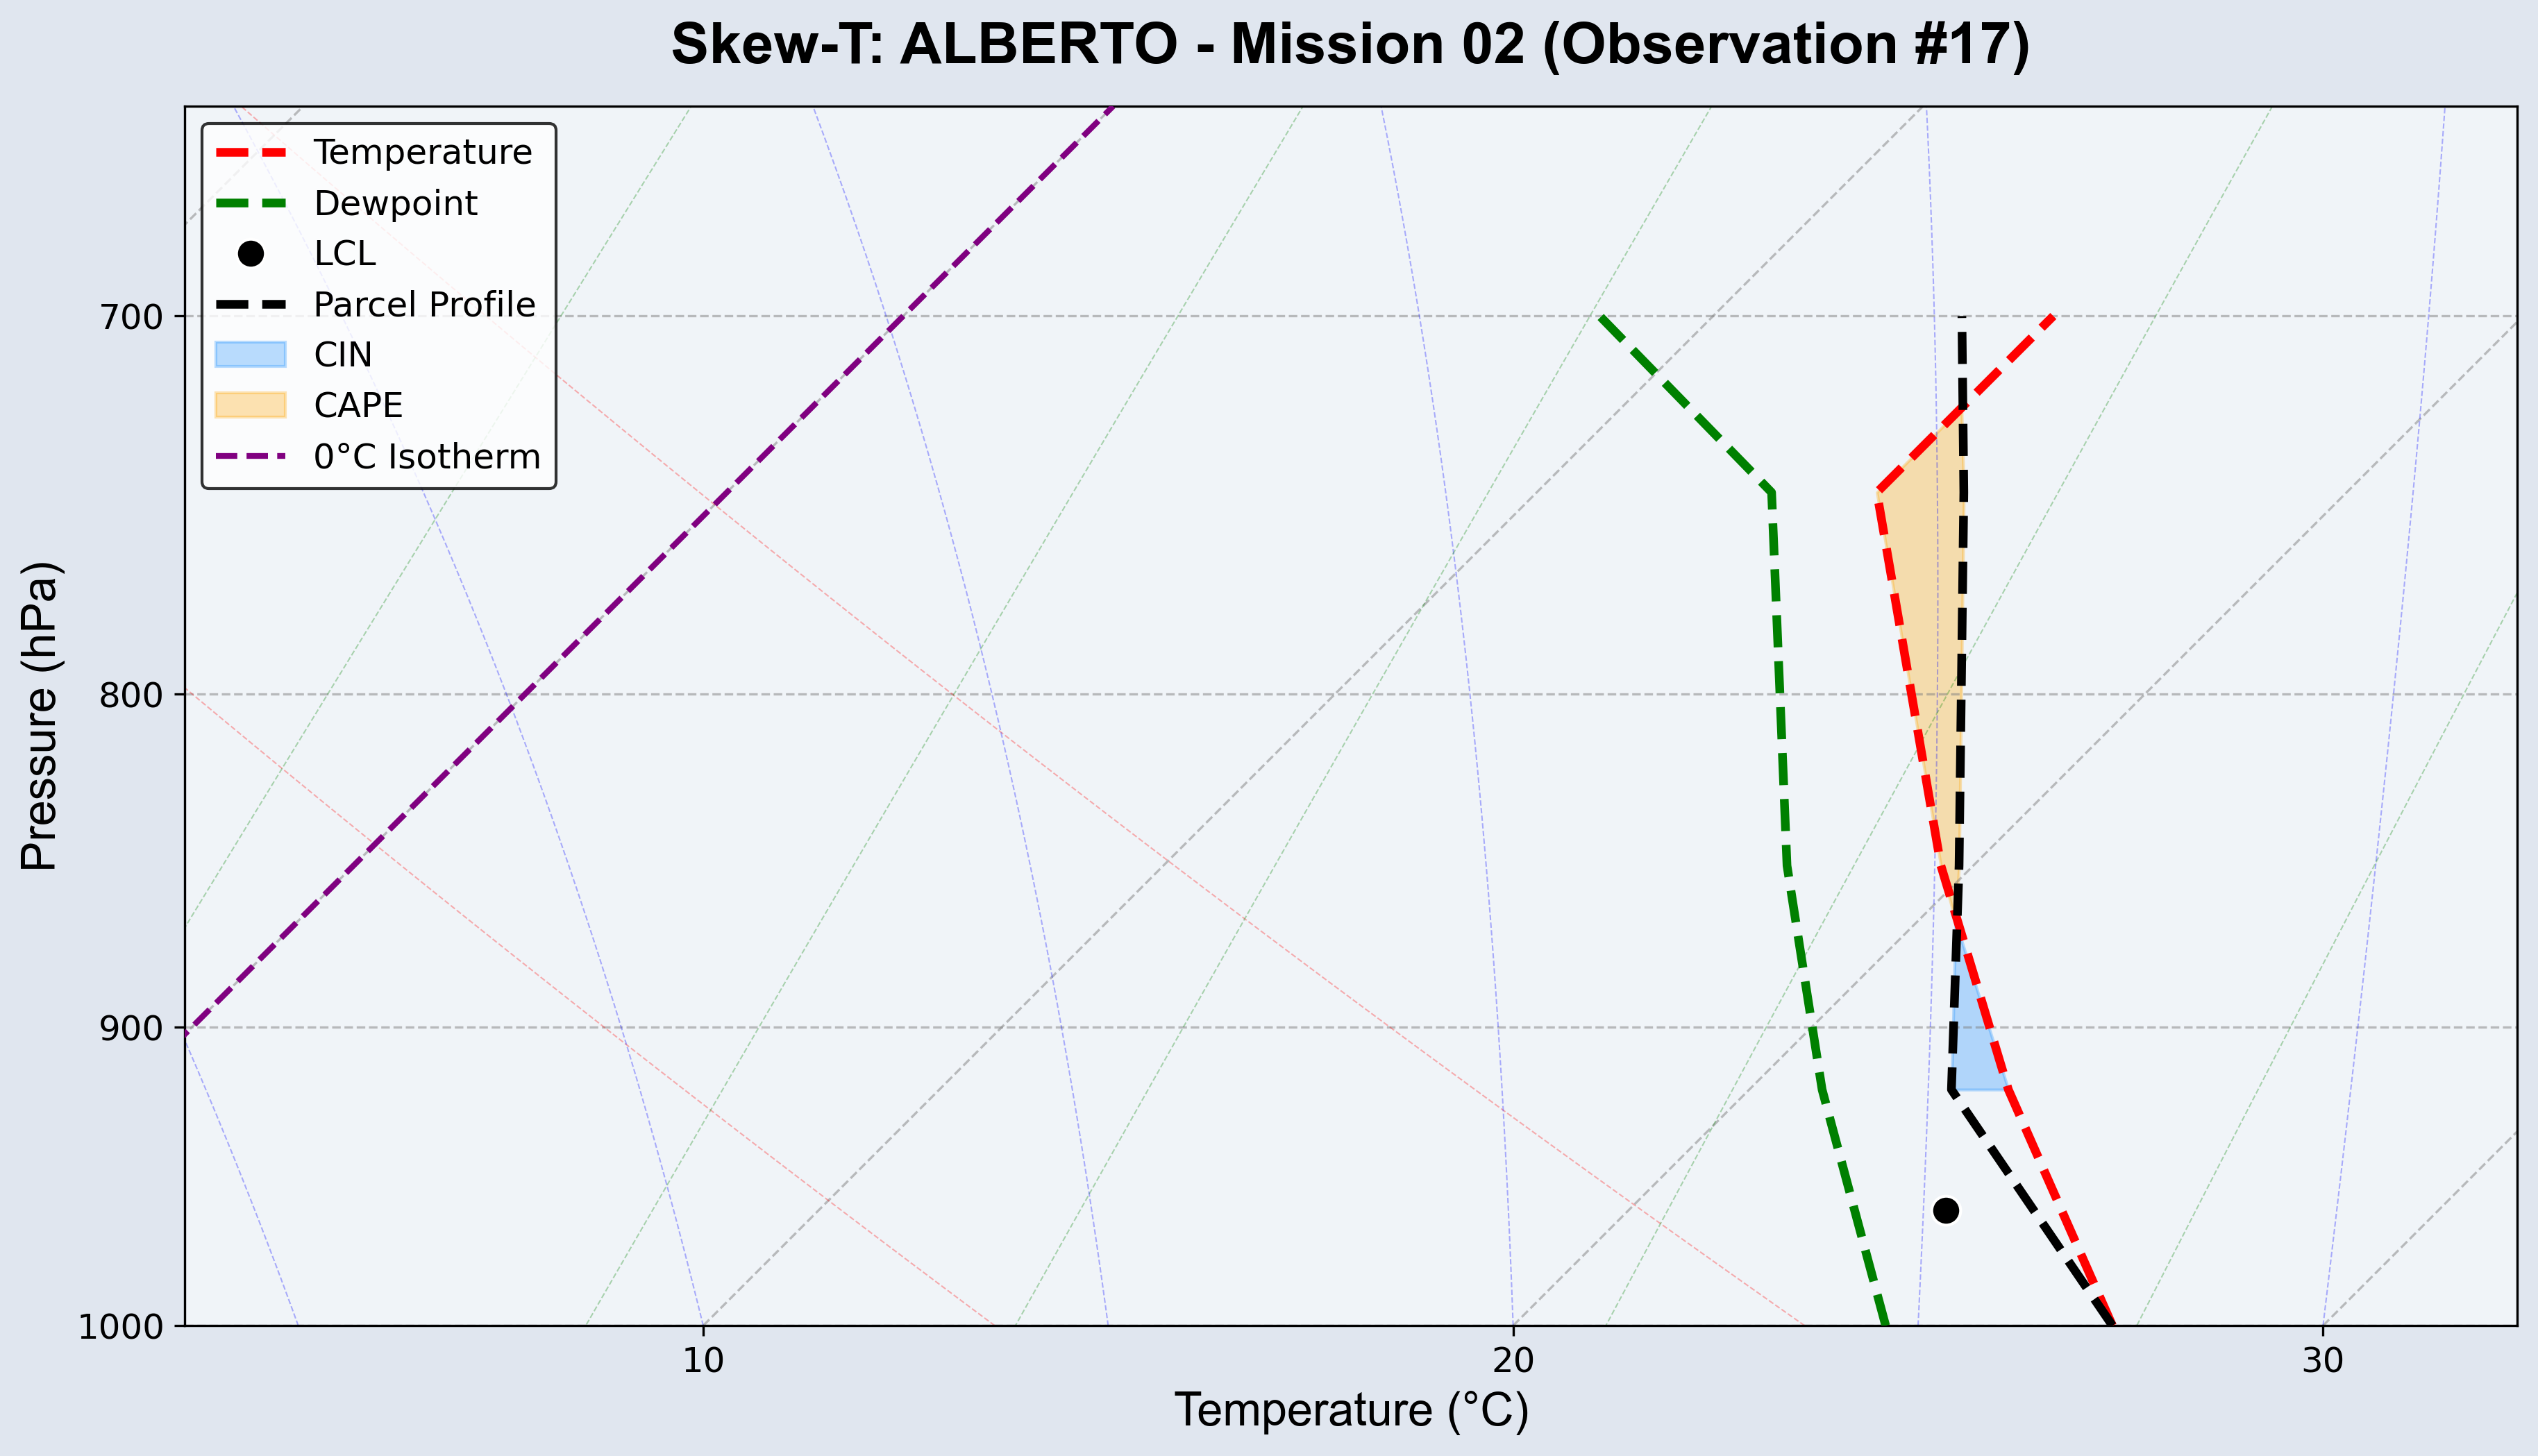 Skew-T: ALBERTO - Mission 02 (Observation #17)
Temperature
Dewpoint
LCL
Parcel Profile
CIN
CAPE
0°C Isotherm
Pressure (hPa)
700
800
900
1000
10 20 30
Temperature (°C)